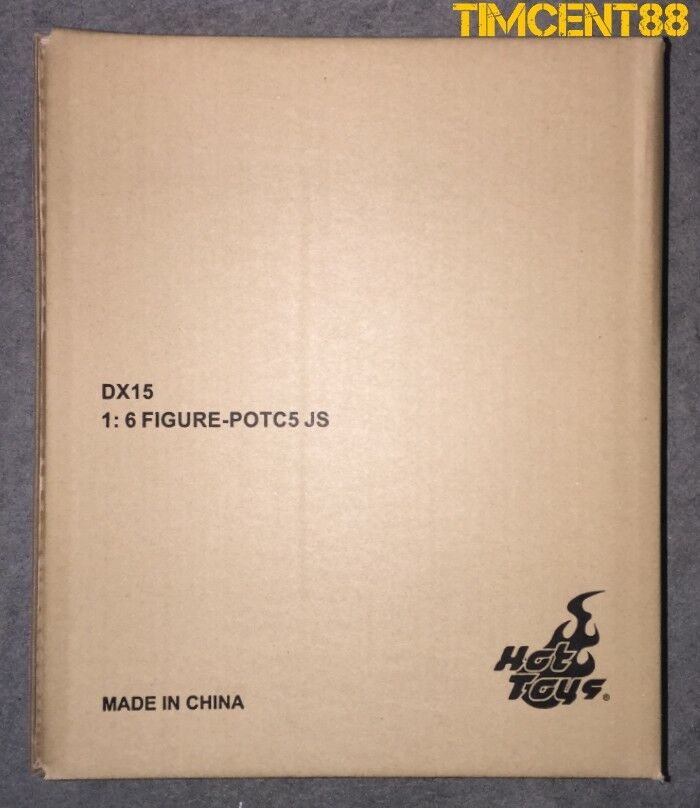 TIMCENT88
DX15
1: 6 FIGURE-POTC5 JS
Hot
Toys®
MADE IN CHINA